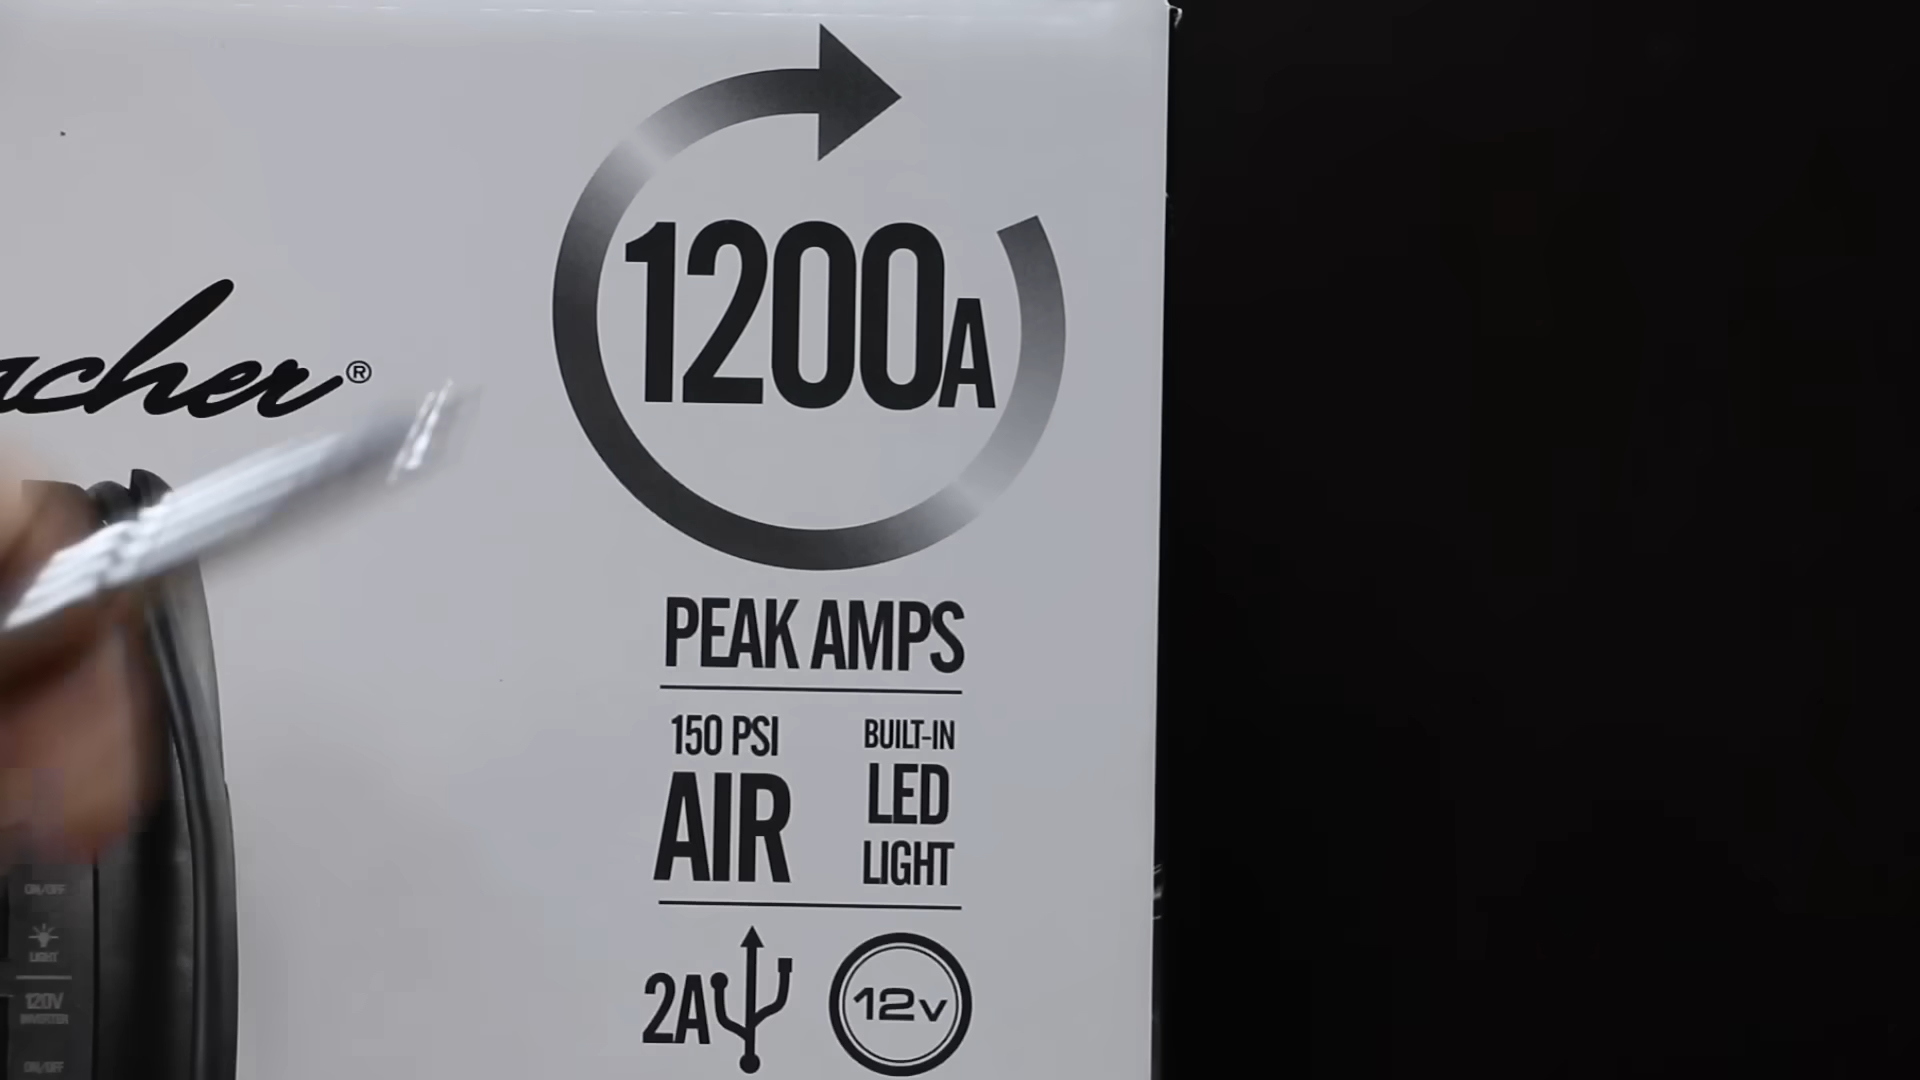 1200A
acher®
PEAK AMPS
150 PSI
AIR
BUILT-IN
LED
LIGHT
2A
12v
ON/OFF
LIGHT
120V
INVERTER
ON/OFF